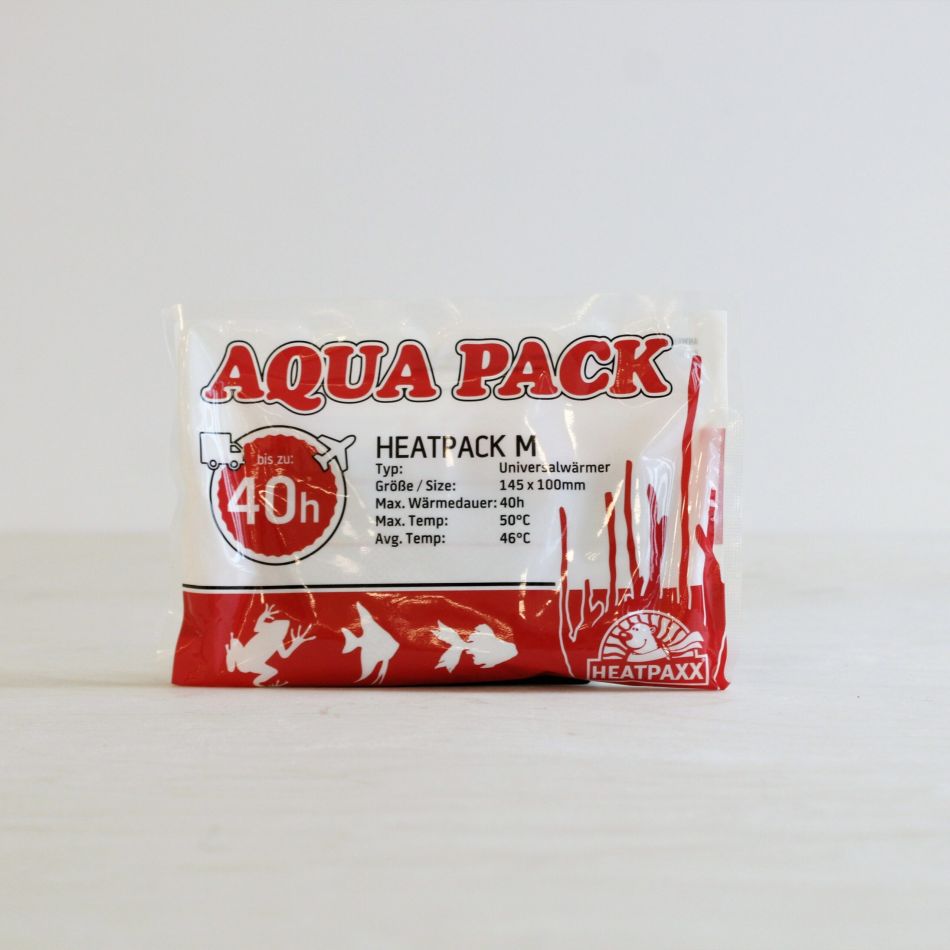 AQUA PACK
bis zu:
40h
HEATPACK M
Typ: Universalwärmer
Größe / Size: 145 x 100mm
Max. Wärmedauer: 40h
Max. Temp: 50°C
Avg. Temp: 46°C
HEATPAXX